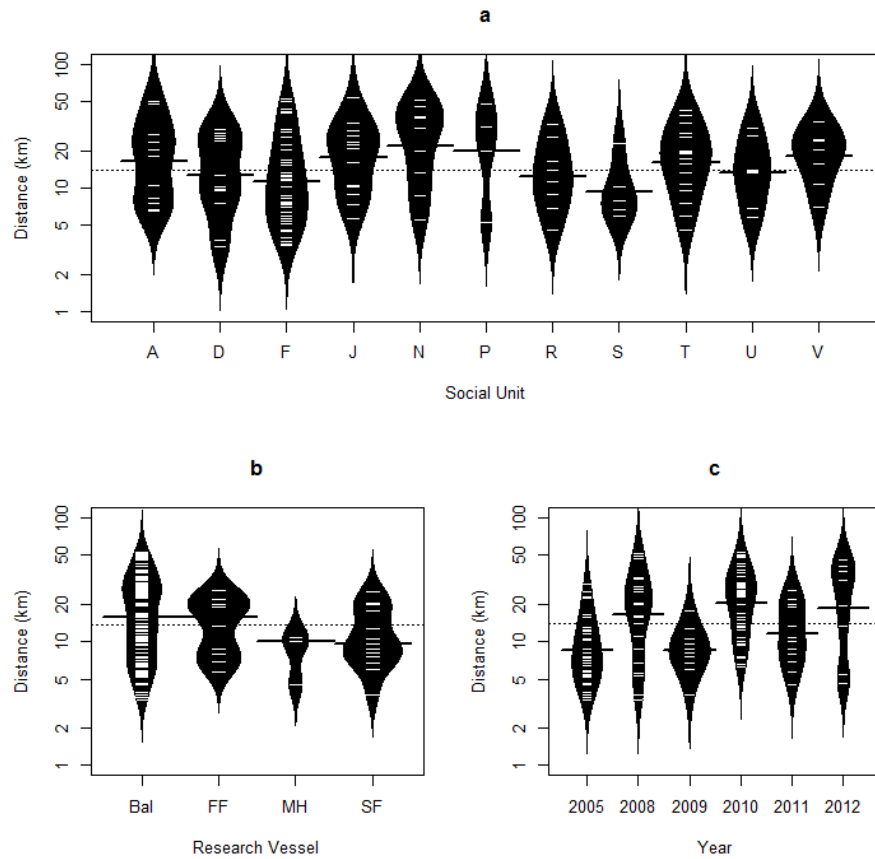 a
Distance (km)
100
50
20
10
5
2
1
A D F J N P R S T U V
Social Unit
b
Distance (km)
100
50
20
10
5
2
1
Bal FF MH SF
Research Vessel
c
Distance (km)
100
50
20
10
5
2
1
2005 2008 2009 2010 2011 2012
Year